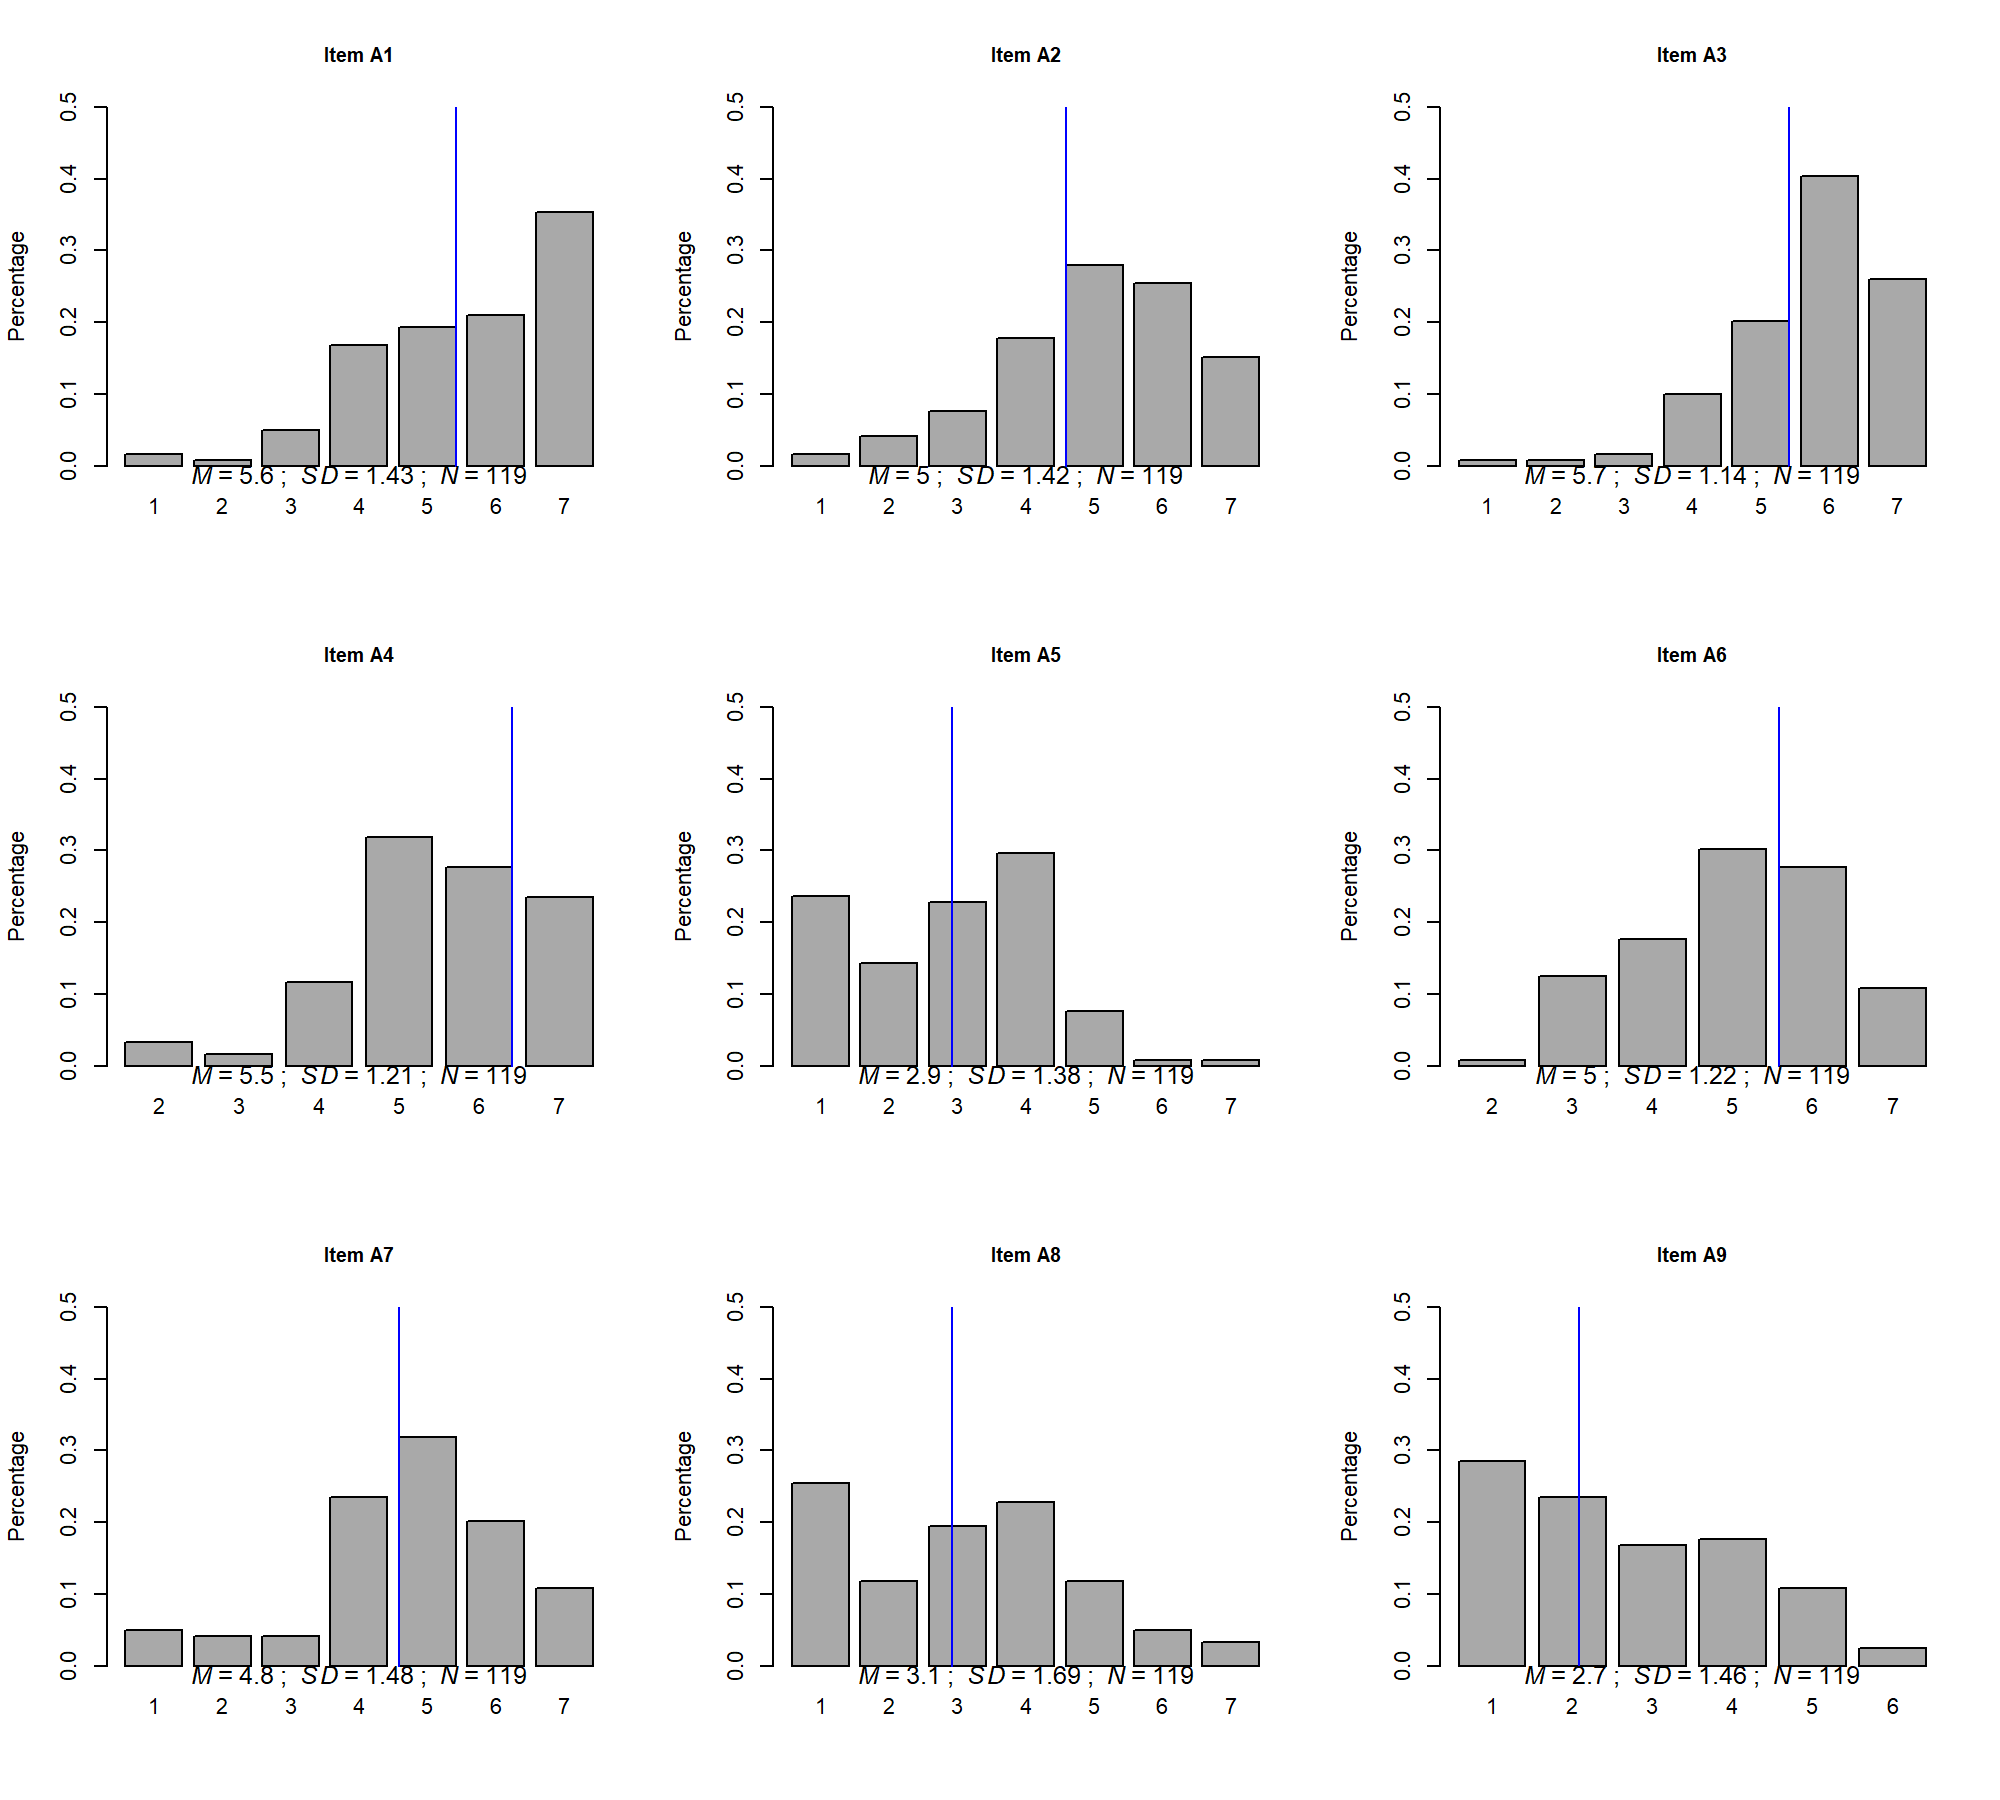 Item A1
Percentage
0.5
0.4
0.3
0.2
0.1
0.0
M = 5.6 ; SD = 1.43 ; N = 119
1 2 3 4 5 6 7
Item A2
Percentage
0.5
0.4
0.3
0.2
0.1
0.0
M = 5 ; SD = 1.42 ; N = 119
1 2 3 4 5 6 7
Item A3
Percentage
0.5
0.4
0.3
0.2
0.1
0.0
M = 5.7 ; SD = 1.14 ; N = 119
1 2 3 4 5 6 7
Item A4
Percentage
0.5
0.4
0.3
0.2
0.1
0.0
M = 5.5 ; SD = 1.21 ; N = 119
2 3 4 5 6 7
Item A5
Percentage
0.5
0.4
0.3
0.2
0.1
0.0
M = 2.9 ; SD = 1.38 ; N = 119
1 2 3 4 5 6 7
Item A6
Percentage
0.5
0.4
0.3
0.2
0.1
0.0
M = 5 ; SD = 1.22 ; N = 119
2 3 4 5 6 7
Item A7
Percentage
0.5
0.4
0.3
0.2
0.1
0.0
M = 4.8 ; SD = 1.48 ; N = 119
1 2 3 4 5 6 7
Item A8
Percentage
0.5
0.4
0.3
0.2
0.1
0.0
M = 3.1 ; SD = 1.69 ; N = 119
1 2 3 4 5 6 7
Item A9
Percentage
0.5
0.4
0.3
0.2
0.1
0.0
M = 2.7 ; SD = 1.46 ; N = 119
1 2 3 4 5 6